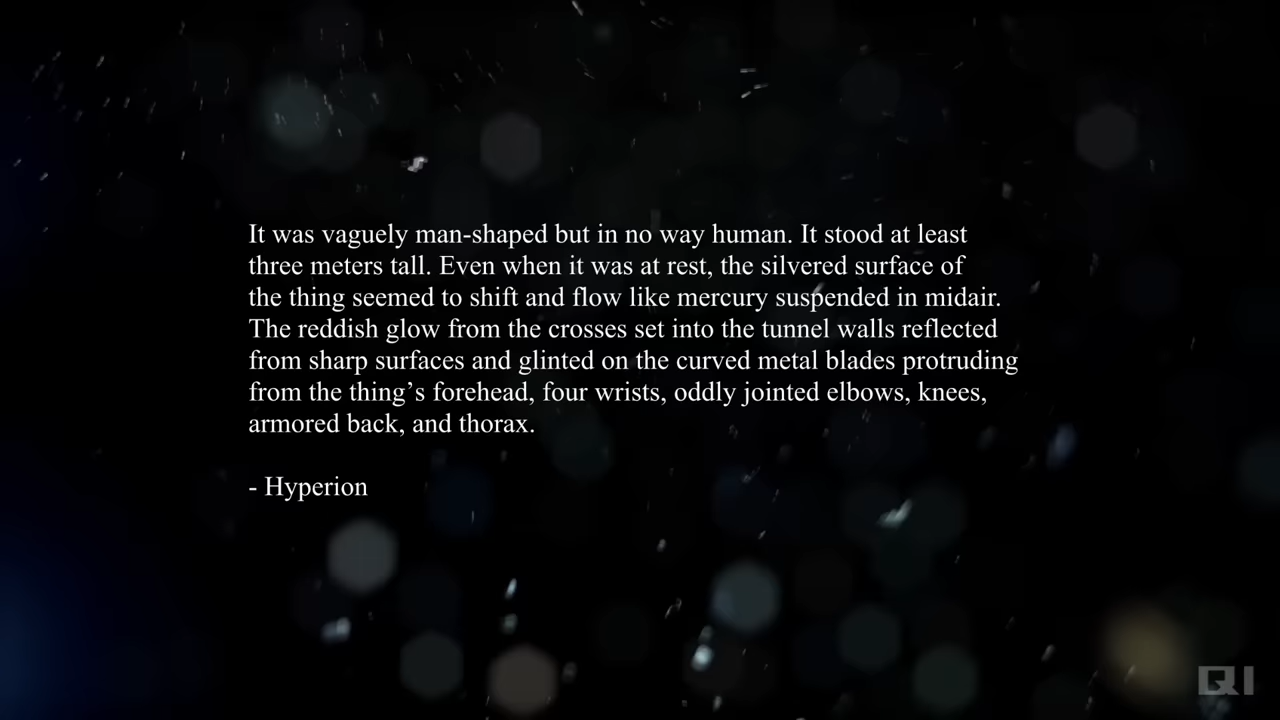 It was vaguely man-shaped but in no way human. It stood at least
three meters tall. Even when it was at rest, the silvered surface of
the thing seemed to shift and flow like mercury suspended in midair.
The reddish glow from the crosses set into the tunnel walls reflected
from sharp surfaces and glinted on the curved metal blades protruding
from the thing’s forehead, four wrists, oddly jointed elbows, knees,
armored back, and thorax.
- Hyperion
QI